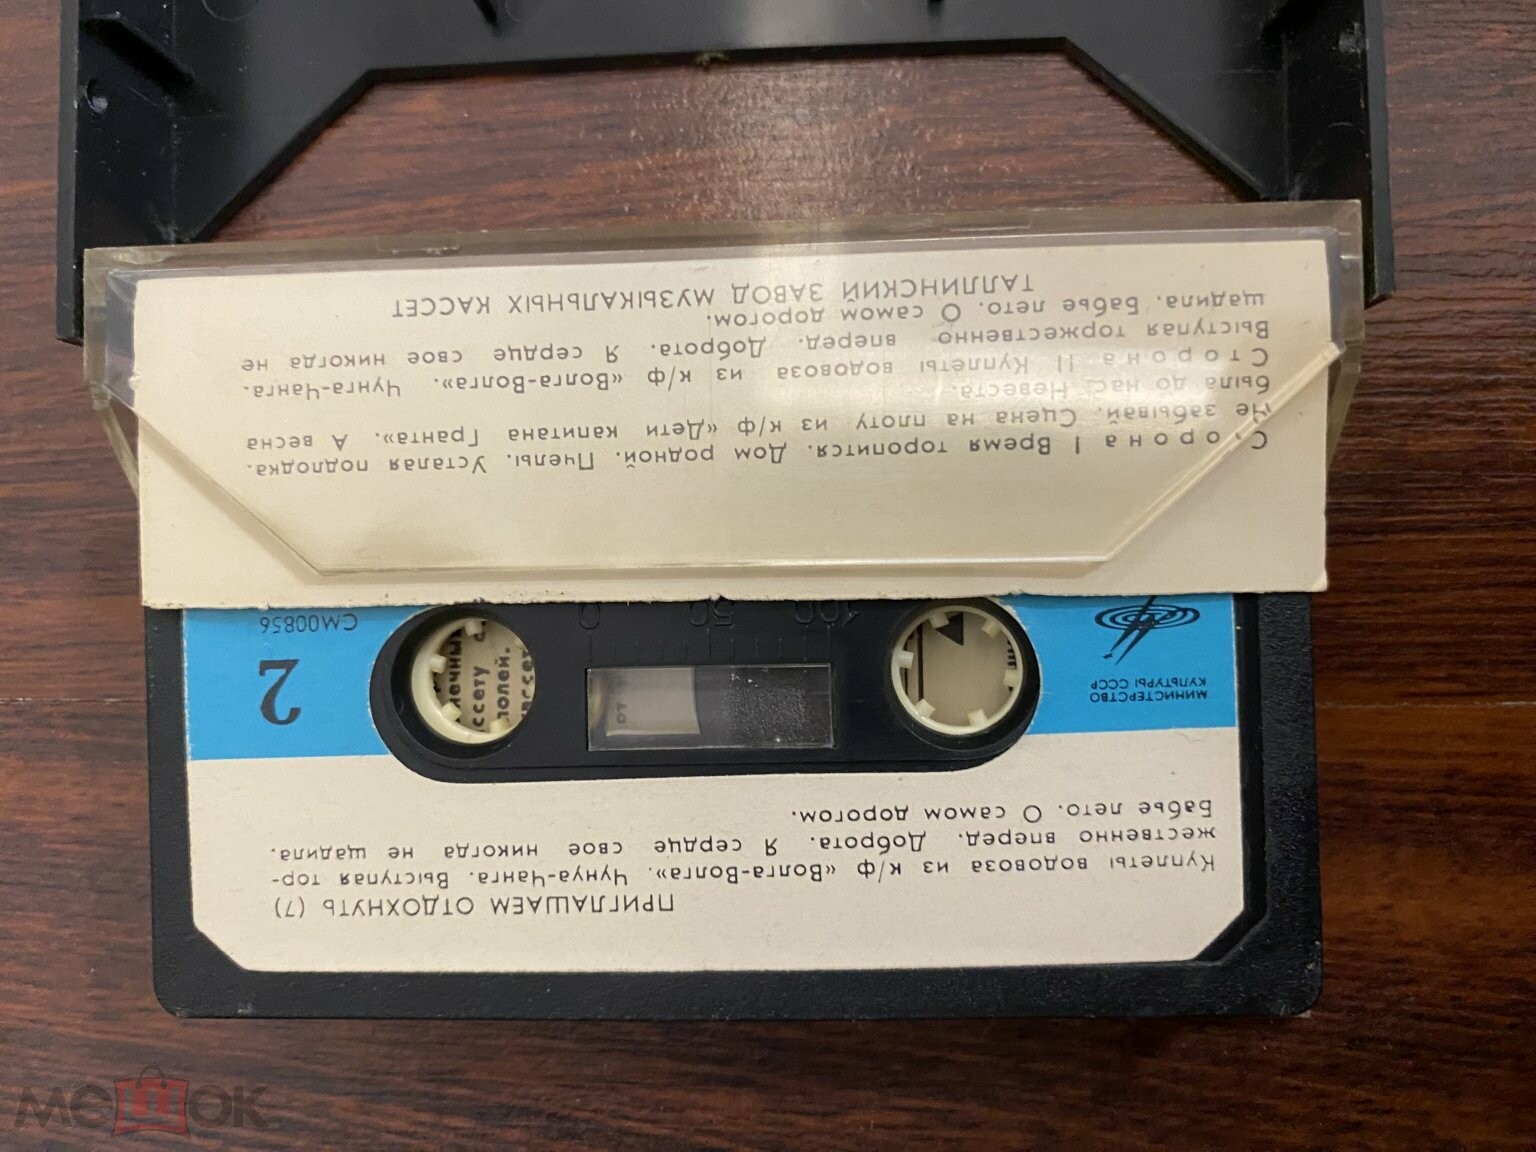 ПРИГЛАШАЕМ ОТДОХНУТЬ (7)
Куплеты водовоза из к/ф «Волга-Волга». Чунуа-Чанга. Выступая тор-
жественно вперед. Доброта. Я сердце свое никогда не щадила.
Бабье лето. О самом дорогом.
МИНИСТЕРСТВО
КУЛЬТУРЫ СССР
2
СМ00856
100 50 0
ссету
полей.
от
С т о р о н а I Время торопится. Дом родной. Пчелы. Усталая подлодка.
Не забывай. Сцена на плоту из к/ф «Дети капитана Гранта». А весна
была до нас. Невеста.
С т о р о н а II Куплеты водовоза из к/ф «Волга-Волга». Чунга-Чанга.
Выступая торжественно вперед. Доброта. Я сердце свое никогда не
щадила. Бабье лето. О самом дорогом.
ТАЛЛИНСКИЙ ЗАВОД МУЗЫКАЛЬНЫХ КАССЕТ
мешок